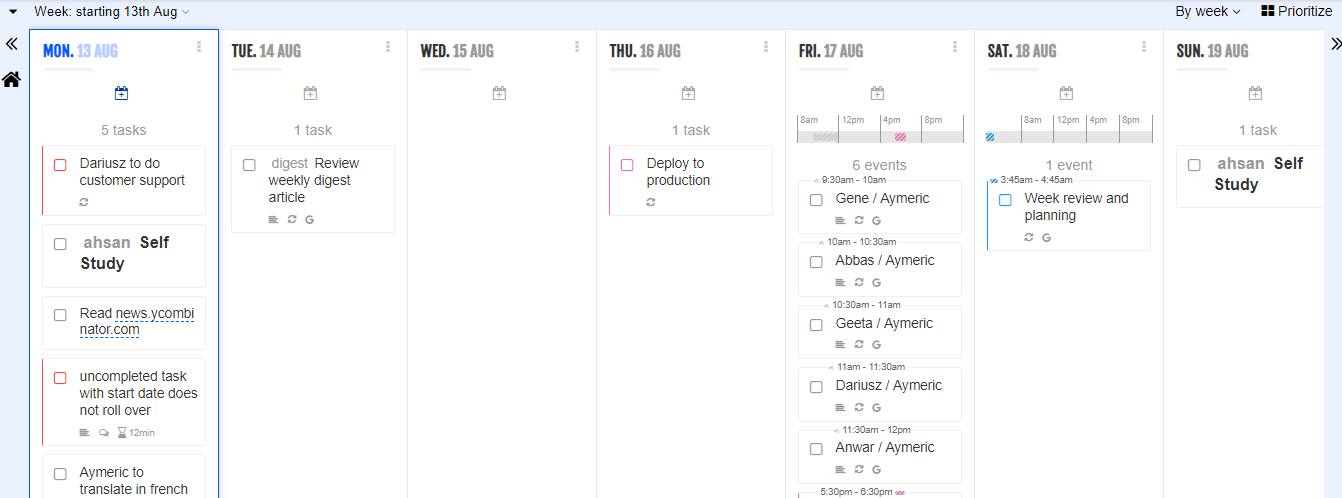 Week: starting 13th Aug
By week
Prioritize
MON. 13 AUG
5 tasks
Dariusz to do
customer support
ahsan Self
Study
Read news.ycombi
nator.com
uncompleted task
with start date does
not roll over
12min
Aymeric to
translate in french
TUE. 14 AUG
1 task
digest Review
weekly digest
article
G
WED. 15 AUG
THU. 16 AUG
1 task
Deploy to
production
FRI. 17 AUG
8am 12pm 4pm 8pm
6 events
9:30am - 10am
Gene / Aymeric
G
10am - 10:30am
Abbas / Aymeric
G
10:30am - 11am
Geeta / Aymeric
G
11am - 11:30am
Dariusz / Aymeric
G
11:30am - 12pm
Anwar / Aymeric
G
5:30pm - 6:30pm
SAT. 18 AUG
8am 12pm 4pm 8pm
1 event
3:45am - 4:45am
Week review and
planning
G
SUN. 19 AUG
1 task
ahsan Self
Study